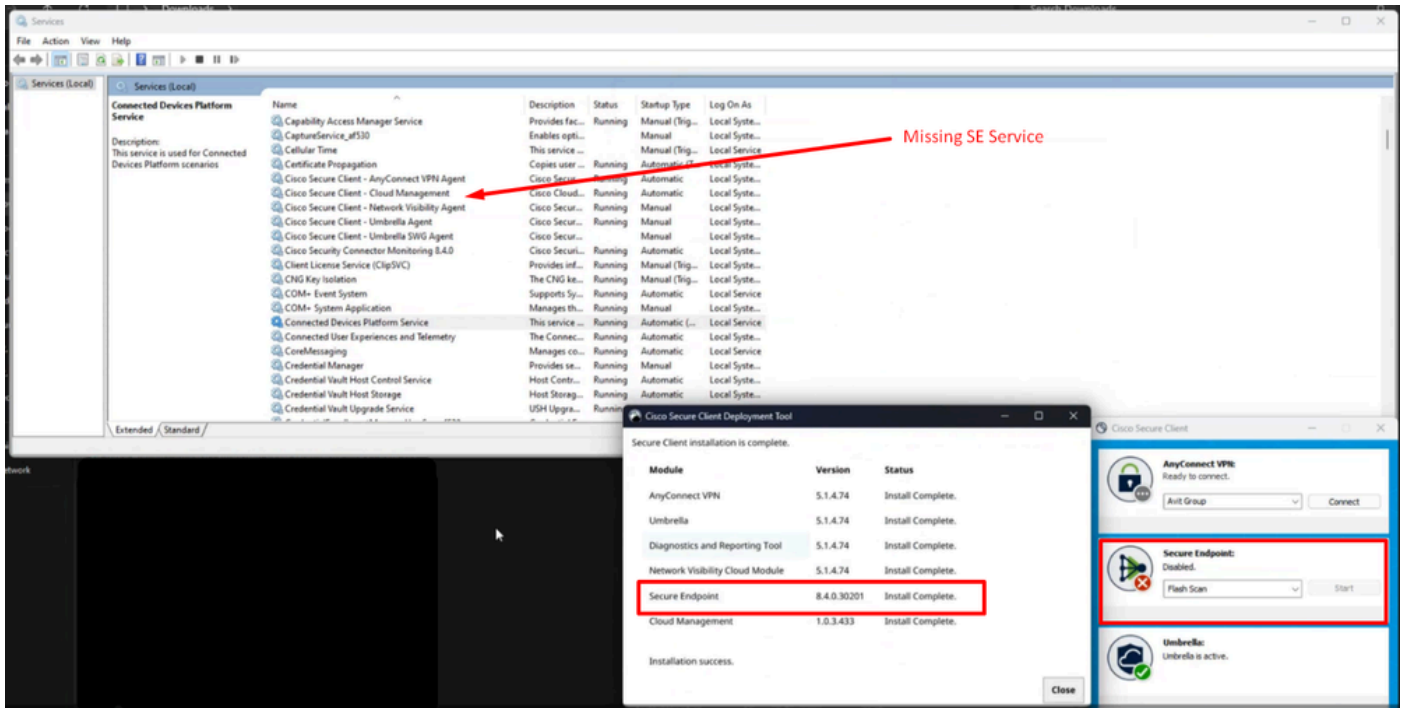 Downloads
Search Downloads
Services
File Action View Help
Services (Local)
Services (Local)
Connected Devices Platform Service
Description:
This service is used for Connected Devices Platform scenarios
Name Description Status Startup Type Log On As
Capability Access Manager Service Provides fac... Running Manual (Trig... Local Syste...
CaptureService_af530 Enables opti... Manual Local Syste...
Cellular Time This service ... Manual (Trig... Local Service
Certificate Propagation Copies user ... Running Automatic (T... Local Syste...
Cisco Secure Client - AnyConnect VPN Agent Cisco Secur... Running Automatic Local Syste...
Cisco Secure Client - Cloud Management Cisco Cloud... Running Automatic Local Syste...
Cisco Secure Client - Network Visibility Agent Cisco Secur... Running Manual Local Syste...
Cisco Secure Client - Umbrella Agent Cisco Secur... Running Manual Local Syste...
Cisco Secure Client - Umbrella SWG Agent Cisco Secur... Manual Local Syste...
Cisco Security Connector Monitoring 8.4.0 Cisco Securi... Running Automatic Local Syste...
Client License Service (ClipSVC) Provides inf... Running Manual (Trig... Local Syste...
CNG Key Isolation The CNG ke... Running Manual (Trig... Local Syste...
COM+ Event System Supports Sy... Running Automatic Local Service
COM+ System Application Manages th... Running Manual Local Syste...
Connected Devices Platform Service This service ... Running Automatic (... Local Service
Connected User Experiences and Telemetry The Connec... Running Automatic Local Syste...
CoreMessaging Manages co... Running Automatic Local Service
Credential Manager Provides se... Running Manual Local Syste...
Credential Vault Host Control Service Host Contr... Running Automatic Local Syste...
Credential Vault Host Storage Host Storag... Running Automatic Local Syste...
Credential Vault Upgrade Service USH Upgra... Running
Extended Standard
Missing SE Service
Cisco Secure Client Deployment Tool
Secure Client installation is complete.
Module Version Status
AnyConnect VPN 5.1.4.74 Install Complete.
Umbrella 5.1.4.74 Install Complete.
Diagnostics and Reporting Tool 5.1.4.74 Install Complete.
Network Visibility Cloud Module 5.1.4.74 Install Complete.
Secure Endpoint 8.4.0.30201 Install Complete.
Cloud Management 1.0.3.433 Install Complete.
Installation success.
Close
Cisco Secure Client
AnyConnect VPN:
Ready to connect.
Avit Group Connect
Secure Endpoint:
Disabled.
Flash Scan Start
Umbrella:
Umbrella is active.